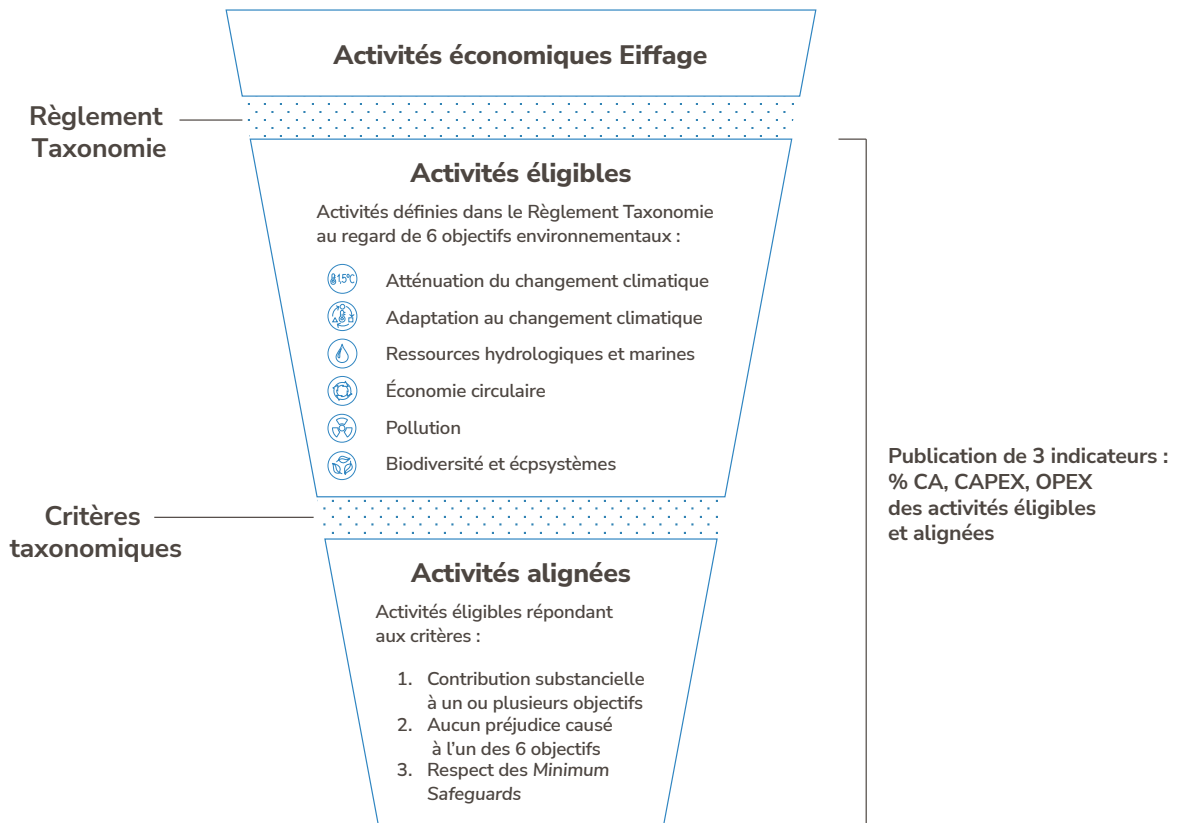 Activités économiques Eiffage
Règlement
Taxonomie
Activités éligibles
Activités définies dans le Règlement Taxonomie
au regard de 6 objectifs environnementaux :
1,5°C
Atténuation du changement climatique
Adaptation au changement climatique
Ressources hydrologiques et marines
Économie circulaire
Pollution
Biodiversité et écpsystèmes
Publication de 3 indicateurs :
% CA, CAPEX, OPEX
des activités éligibles
et alignées
Critères
taxonomiques
Activités alignées
Activités éligibles répondant
aux critères :
1. Contribution substancielle
à un ou plusieurs objectifs
2. Aucun préjudice causé
à l'un des 6 objectifs
3. Respect des Minimum
Safeguards